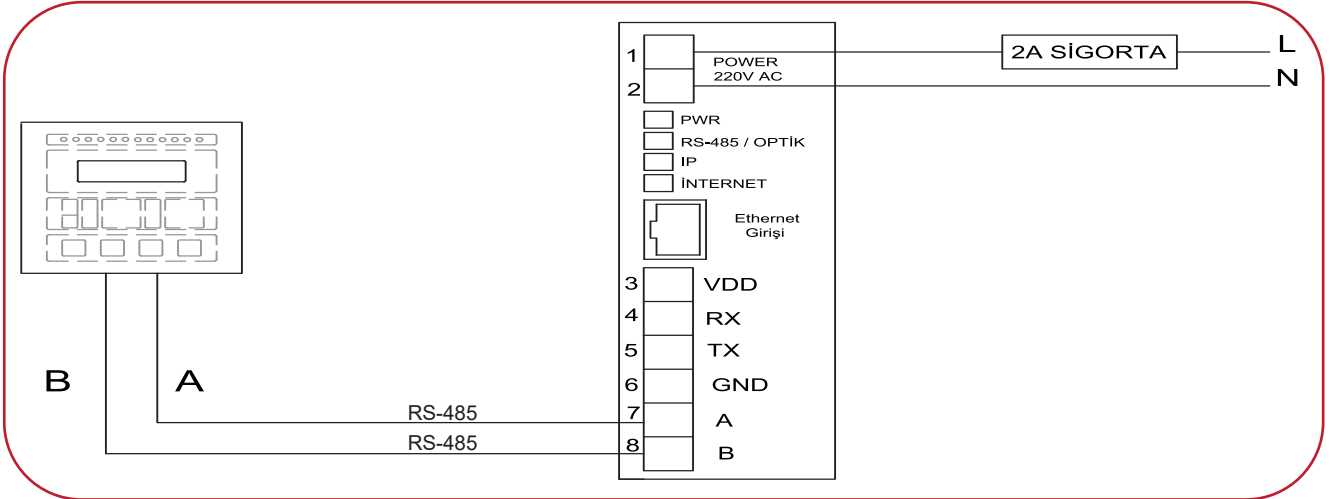 1
POWER
220V AC
2
2A SİGORTA
L
N
PWR
RS-485 / OPTİK
IP
İNTERNET
Ethernet
Girişi
3 VDD
4 RX
5 TX
6 GND
7 A
8 B
B A
RS-485
RS-485